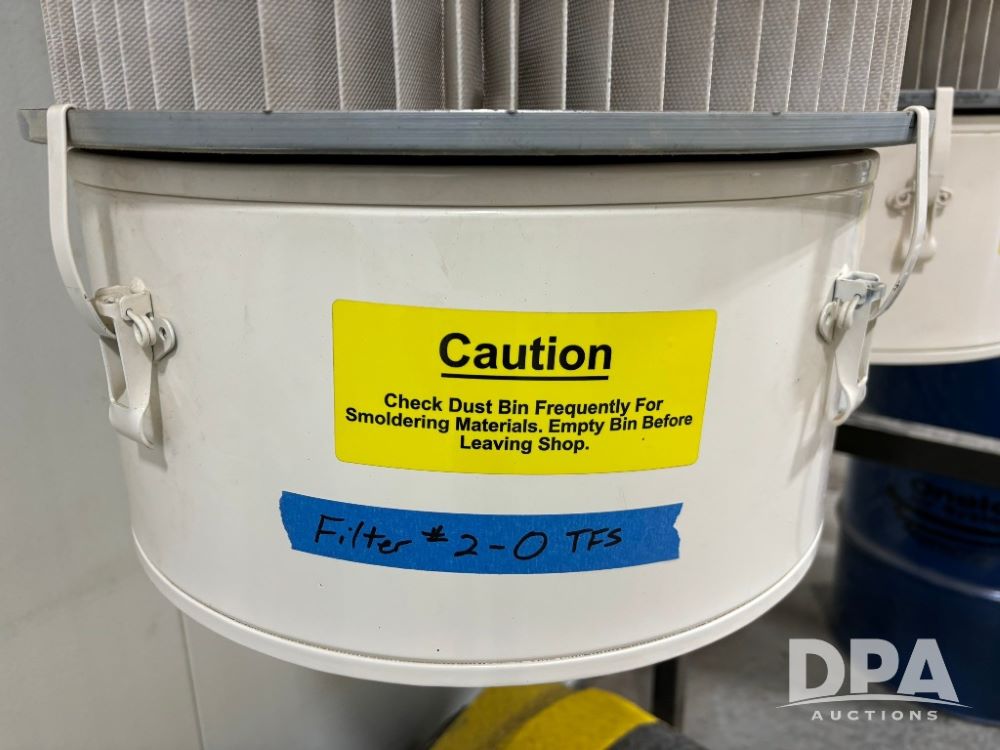 Caution
Check Dust Bin Frequently For
Smoldering Materials. Empty Bin Before
Leaving Shop.
Filter #2-0 TFS
DPA
AUCTIONS